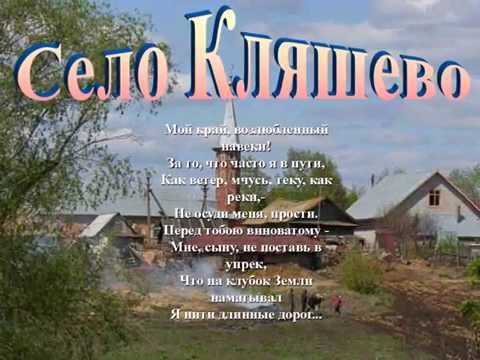 Село Кляшево
Мой край, возлюбленный
навеки!
За то, что часто я в пути,
Как ветер, мчусь, теку, как
реки,-
Не осуди меня, прости.
Перед тобою виноватому -
Мне, сыну, не поставь в
упрек,
Что на клубок Земли
наматывал
Я нити длинные дорог...